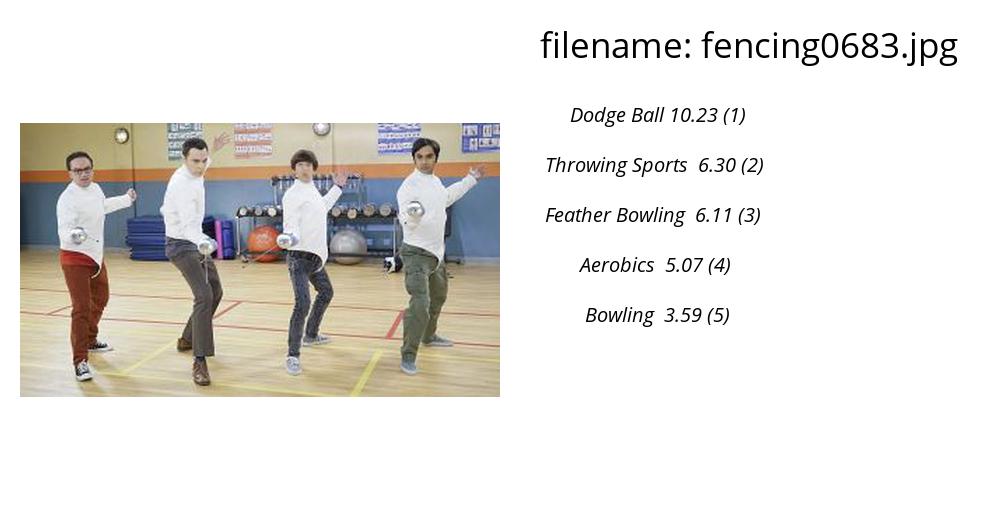 filename: fencing0683.jpg
Dodge Ball 10.23 (1)
Throwing Sports 6.30 (2)
Feather Bowling 6.11 (3)
Aerobics 5.07 (4)
Bowling 3.59 (5)